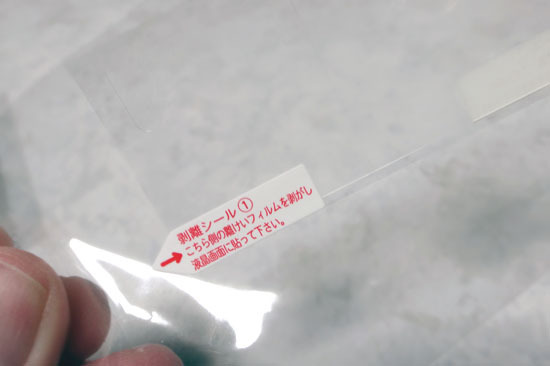 剥離シール①
こちら側の離けいフィルムを剥がし
液晶画面に貼って下さい。